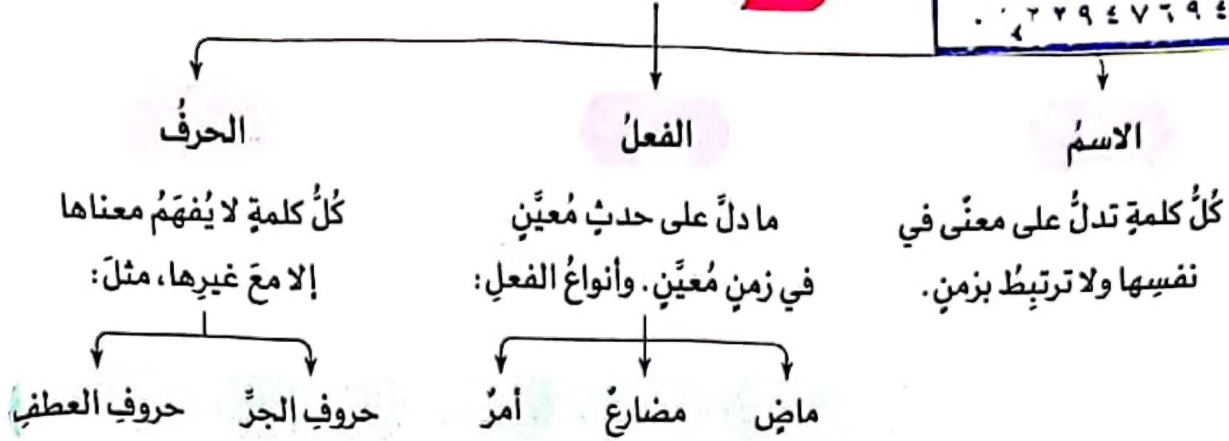 الاسمُ
كُلُّ كلمةٍ تدلُّ على معنًى في
نفسِها ولا ترتبِطُ بزمنٍ.
الفعلُ
ما دلَّ على حدثٍ مُعيَّنٍ
في زمنٍ مُعيَّنٍ. وأنواعُ الفعلِ:
ماضٍ مضارعٌ أمرٌ
الحرفُ
كُلُّ كلمةٍ لا يُفهَمُ معناها
إلا معَ غيرِها، مثلَ:
حروفِ الجرِّ حروفِ العطفِ